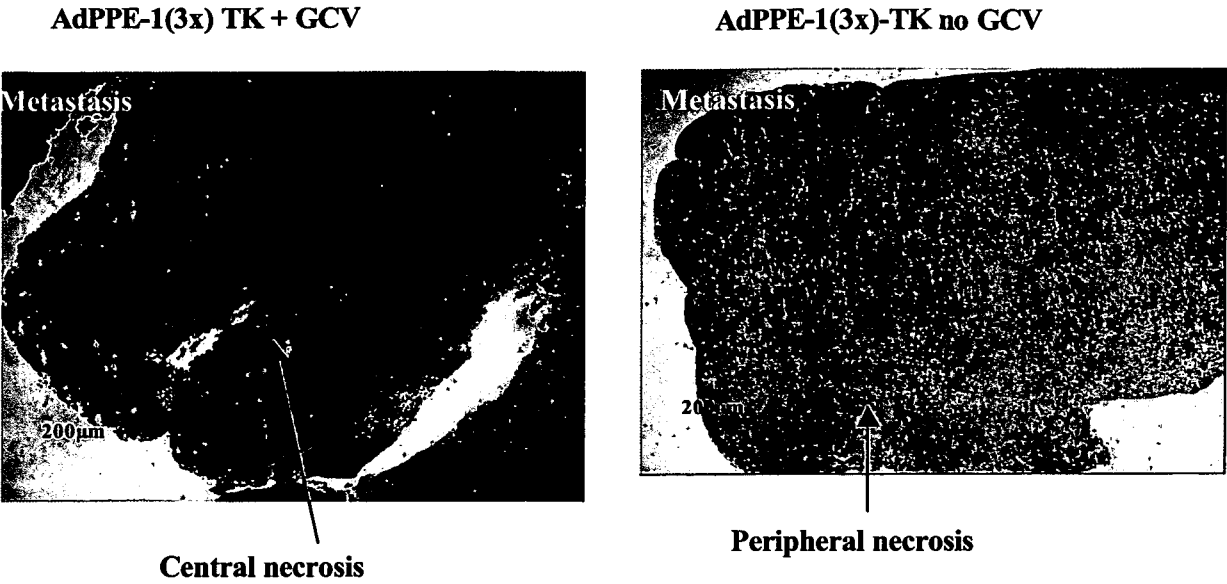 AdPPE-1(3x) TK + GCV
AdPPE-1(3x)-TK no GCV
Metastasis
Metastasis
200µm
Central necrosis
Peripheral necrosis